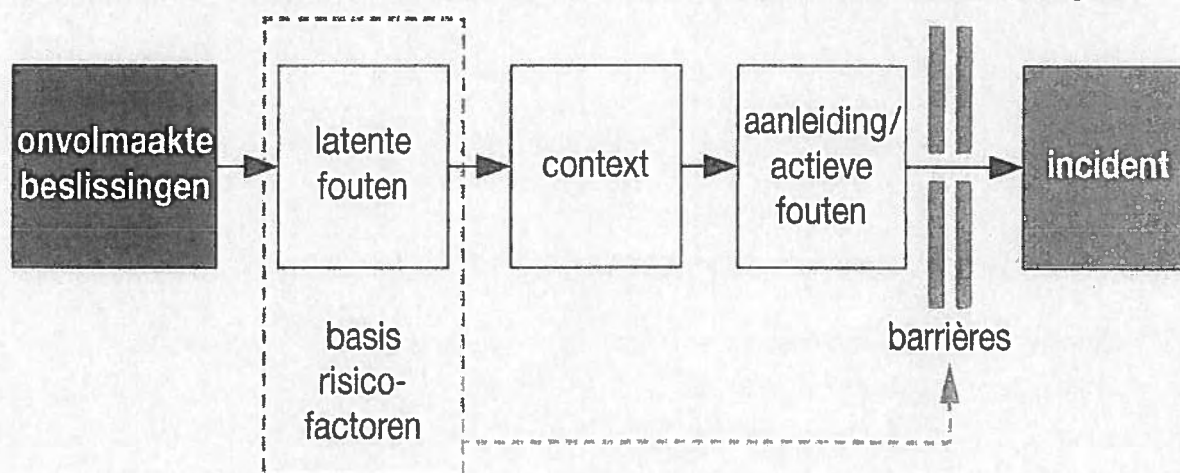 onvolmaakte
beslissingen
latente
fouten
context
aanleiding/
actieve
fouten
incident
basis
risico-
factoren
barrières